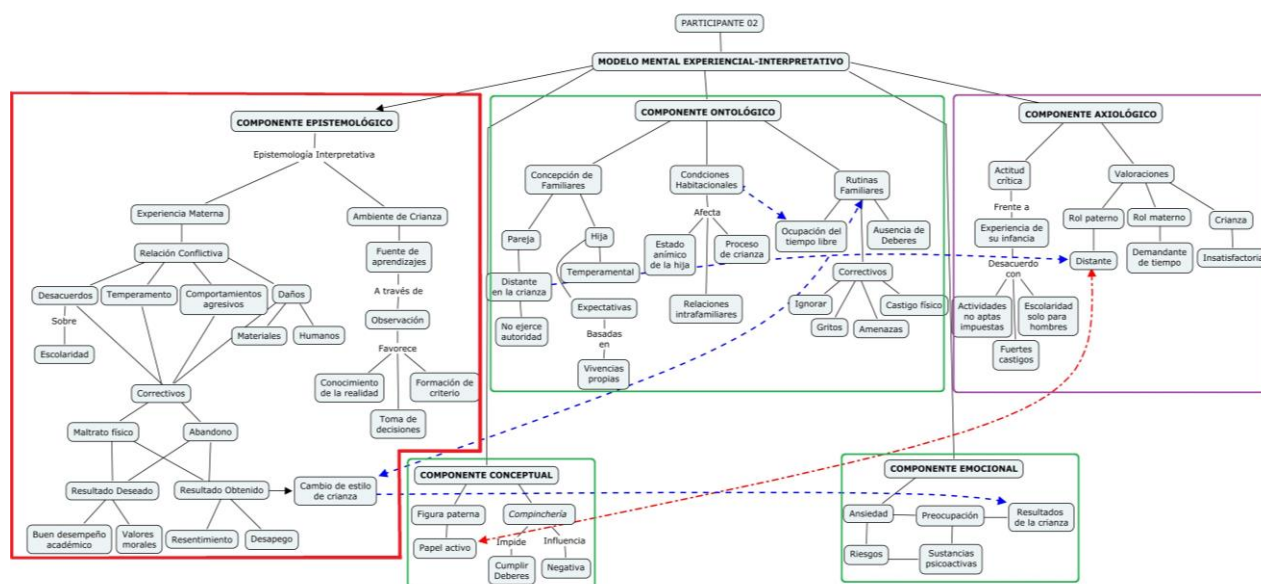 PARTICIPANTE 02
MODELO MENTAL EXPERIENCIAL-INTERPRETATIVO
COMPONENTE EPISTEMOLÓGICO
Epistemología Interpretativa
Experiencia Materna
Relación Conflictiva
Desacuerdos
Temperamento
Comportamientos
agresivos
Daños
Sobre
Escolaridad
Materiales
Humanos
Correctivos
Maltrato físico
Abandono
Resultado Deseado
Resultado Obtenido
Buen desempeño
académico
Valores
morales
Resentimiento
Desapego
Ambiente de Crianza
Fuente de
aprendizajes
A través de
Observación
Favorece
Conocimiento
de la realidad
Formación de
criterio
Toma de
decisiones
Cambio de estilo
de crianza
COMPONENTE ONTOLÓGICO
Concepción de
Familiares
Pareja
Hija
Distante
en la crianza
Temperamental
No ejerce
autoridad
Expectativas
Basadas
en
Vivencias
propias
Condciones
Habitacionales
Afecta
Estado
anímico
de la hija
Proceso
de crianza
Relaciones
intrafamiliares
Rutinas
Familiares
Ocupación del
tiempo libre
Ausencia de
Deberes
Correctivos
Ignorar
Gritos
Amenazas
Castigo físico
COMPONENTE AXIOLÓGICO
Actitud
crítica
Frente a
Experiencia de
su infancia
Desacuerdo
con
Actividades
no aptas
impuestas
Escolaridad
solo para
hombres
Fuertes
castigos
Valoraciones
Rol paterno
Rol materno
Crianza
Distante
Demandante
de tiempo
Insatisfactoria
COMPONENTE CONCEPTUAL
Figura paterna
Compinchería
Papel activo
Impide
Influencia
Cumplir
Deberes
Negativa
COMPONENTE EMOCIONAL
Ansiedad
Preocupación
Resultados
de la crianza
Riesgos
Sustancias
psicoactivas